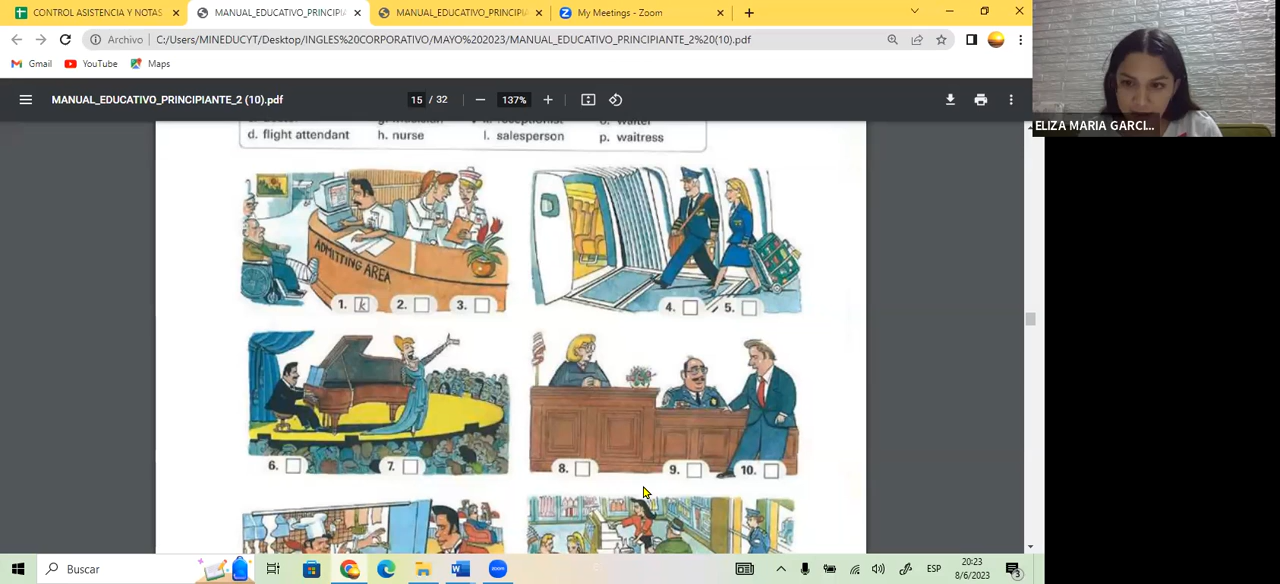 CONTROL ASISTENCIA Y NOTAS
MANUAL_EDUCATIVO_PRINCIPI
MANUAL_EDUCATIVO_PRINCIPI
My Meetings - Zoom
Archivo
C:/Users/MINEDUCYT/Desktop/INGLES%20CORPORATIVO/MAYO%202023/MANUAL_EDUCATIVO_PRINCIPIANTE_2%20(10).pdf
Gmail
YouTube
Maps
MANUAL_EDUCATIVO_PRINCIPIANTE_2 (10).pdf
15 / 32
137%
ELIZA MARIA GARCI...
d. flight attendant h. nurse l. salesperson p. waitress
ADMITTING AREA
1. k 2. 3.
4. 5.
6. 7.
8. 9. 10.
Buscar
ESP
20:23
8/6/2023
3